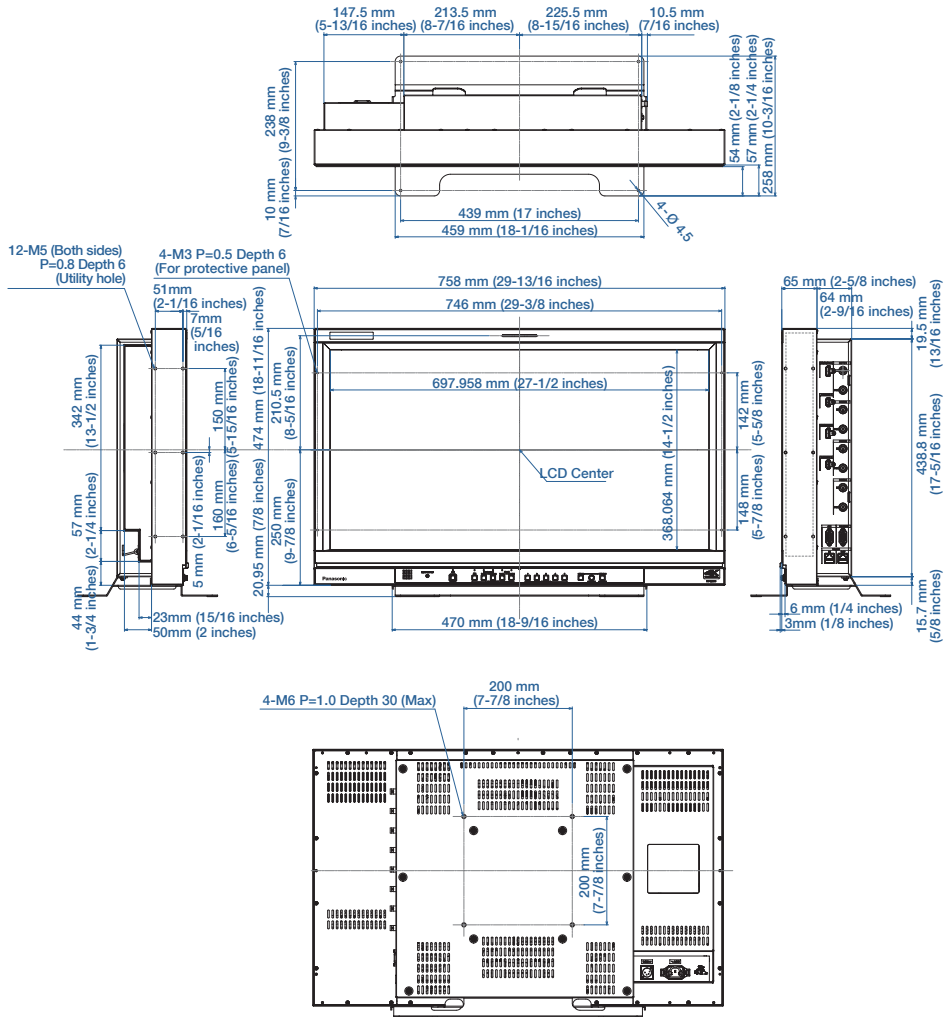 147.5 mm
(5-13/16 inches)
213.5 mm
(8-7/16 inches)
225.5 mm
(8-15/16 inches)
10.5 mm
(7/16 inches)
238 mm
(9-3/8 inches)
10 mm
(7/16 inches)
54 mm (2-1/8 inches)
57 mm (2-1/4 inches)
258 mm (10-3/16 inches)
439 mm (17 inches)
459 mm (18-1/16 inches)
4-Ø 4.5
12-M5 (Both sides)
P=0.8 Depth 6
(Utility hole)
4-M3 P=0.5 Depth 6
(For protective panel)
51mm
(2-1/16 inches)
7mm
(5/16
inches)
342 mm
(13-1/2 inches)
57 mm
(2-1/4 inches)
44 mm
(1-3/4 inches)
150 mm
(5-15/16 inches)
160 mm
(6-5/16 inches)
5 mm (2-1/16 inches)
23mm (15/16 inches)
50mm (2 inches)
758 mm (29-13/16 inches)
746 mm (29-3/8 inches)
697.958 mm (27-1/2 inches)
474 mm (18-11/16 inches)
20.95 mm (7/8 inches)
210.5 mm
(8-5/16 inches)
250 mm
(9-7/8 inches)
368.064 mm (14-1/2 inches)
142 mm
(5-5/8 inches)
148 mm
(5-7/8 inches)
LCD Center
Panasonic
470 mm (18-9/16 inches)
65 mm (2-5/8 inches)
64 mm
(2-9/16 inches)
19.5 mm
(13/16 inches)
438.8 mm
(17-5/16 inches)
15.7 mm
(5/8 inches)
6 mm (1/4 inches)
3mm (1/8 inches)
4-M6 P=1.0 Depth 30 (Max)
200 mm
(7-7/8 inches)
200 mm
(7-7/8 inches)